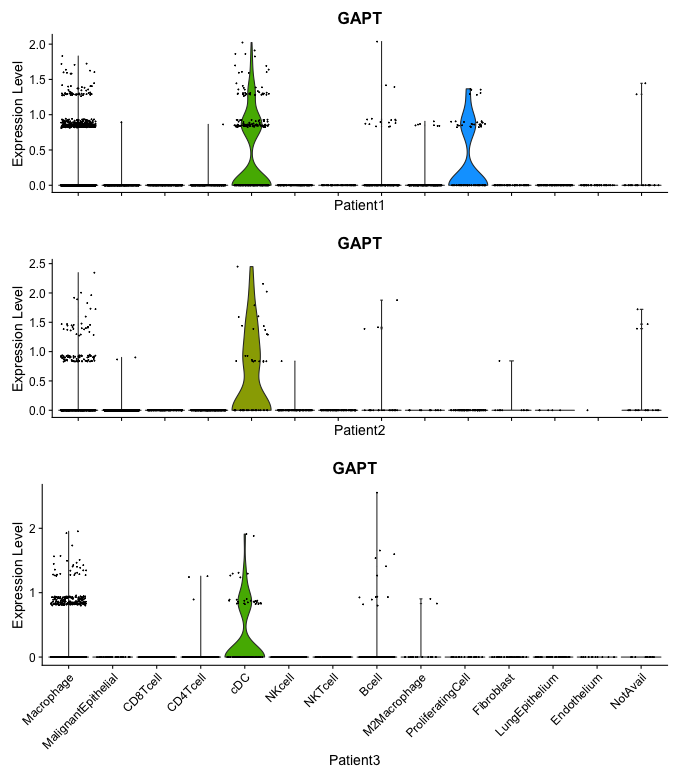 GAPT
Expression Level
2.0
1.5
1.0
0.5
0.0
Patient1
GAPT
Expression Level
2.5
2.0
1.5
1.0
0.5
0.0
Patient2
GAPT
Expression Level
2
1
0
Macrophage
MalignantEpithelial
CD8Tcell
CD4Tcell
cDC
NKcell
NKTcell
Bcell
M2Macrophage
ProliferatingCell
Fibroblast
LungEpithelium
Endothelium
NotAvail
Patient3